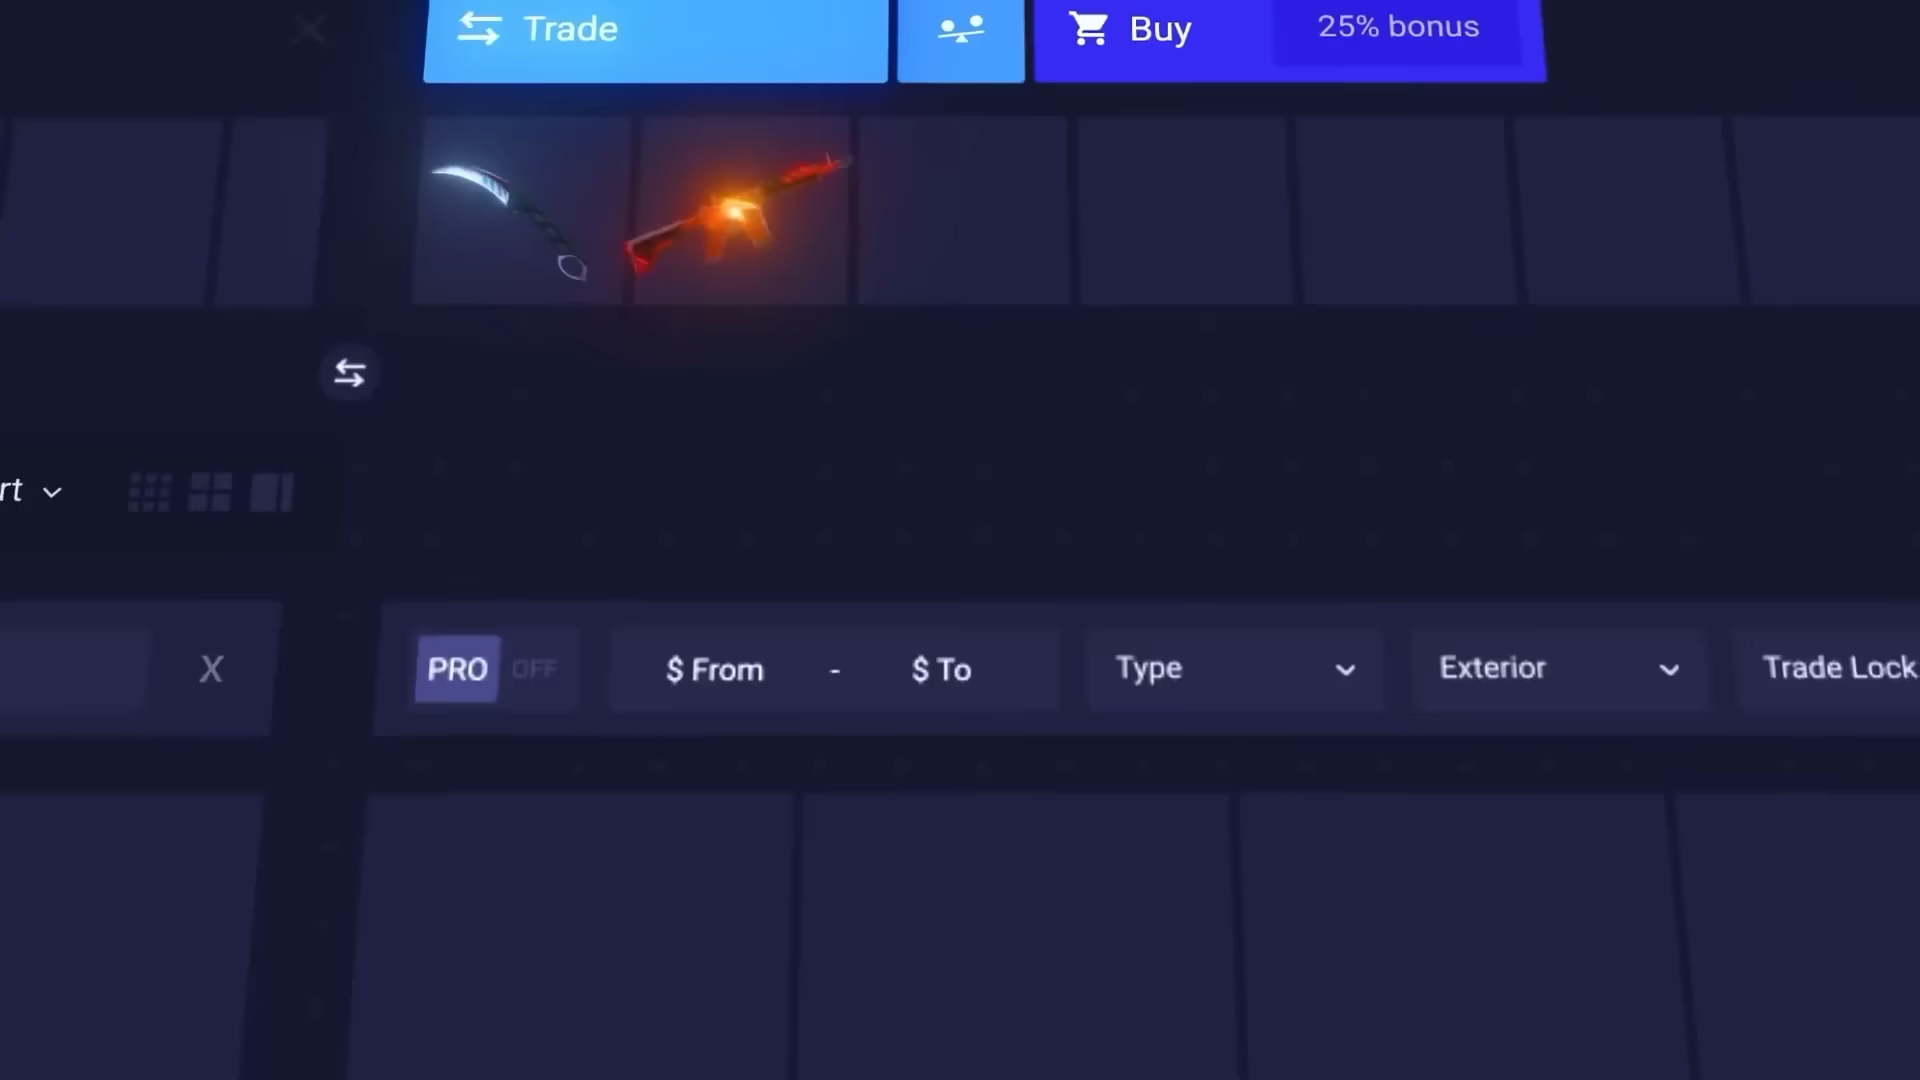 Trade
Buy
25% bonus
rt
X
PRO
OFF
$ From - $ To
Type
Exterior
Trade Lock